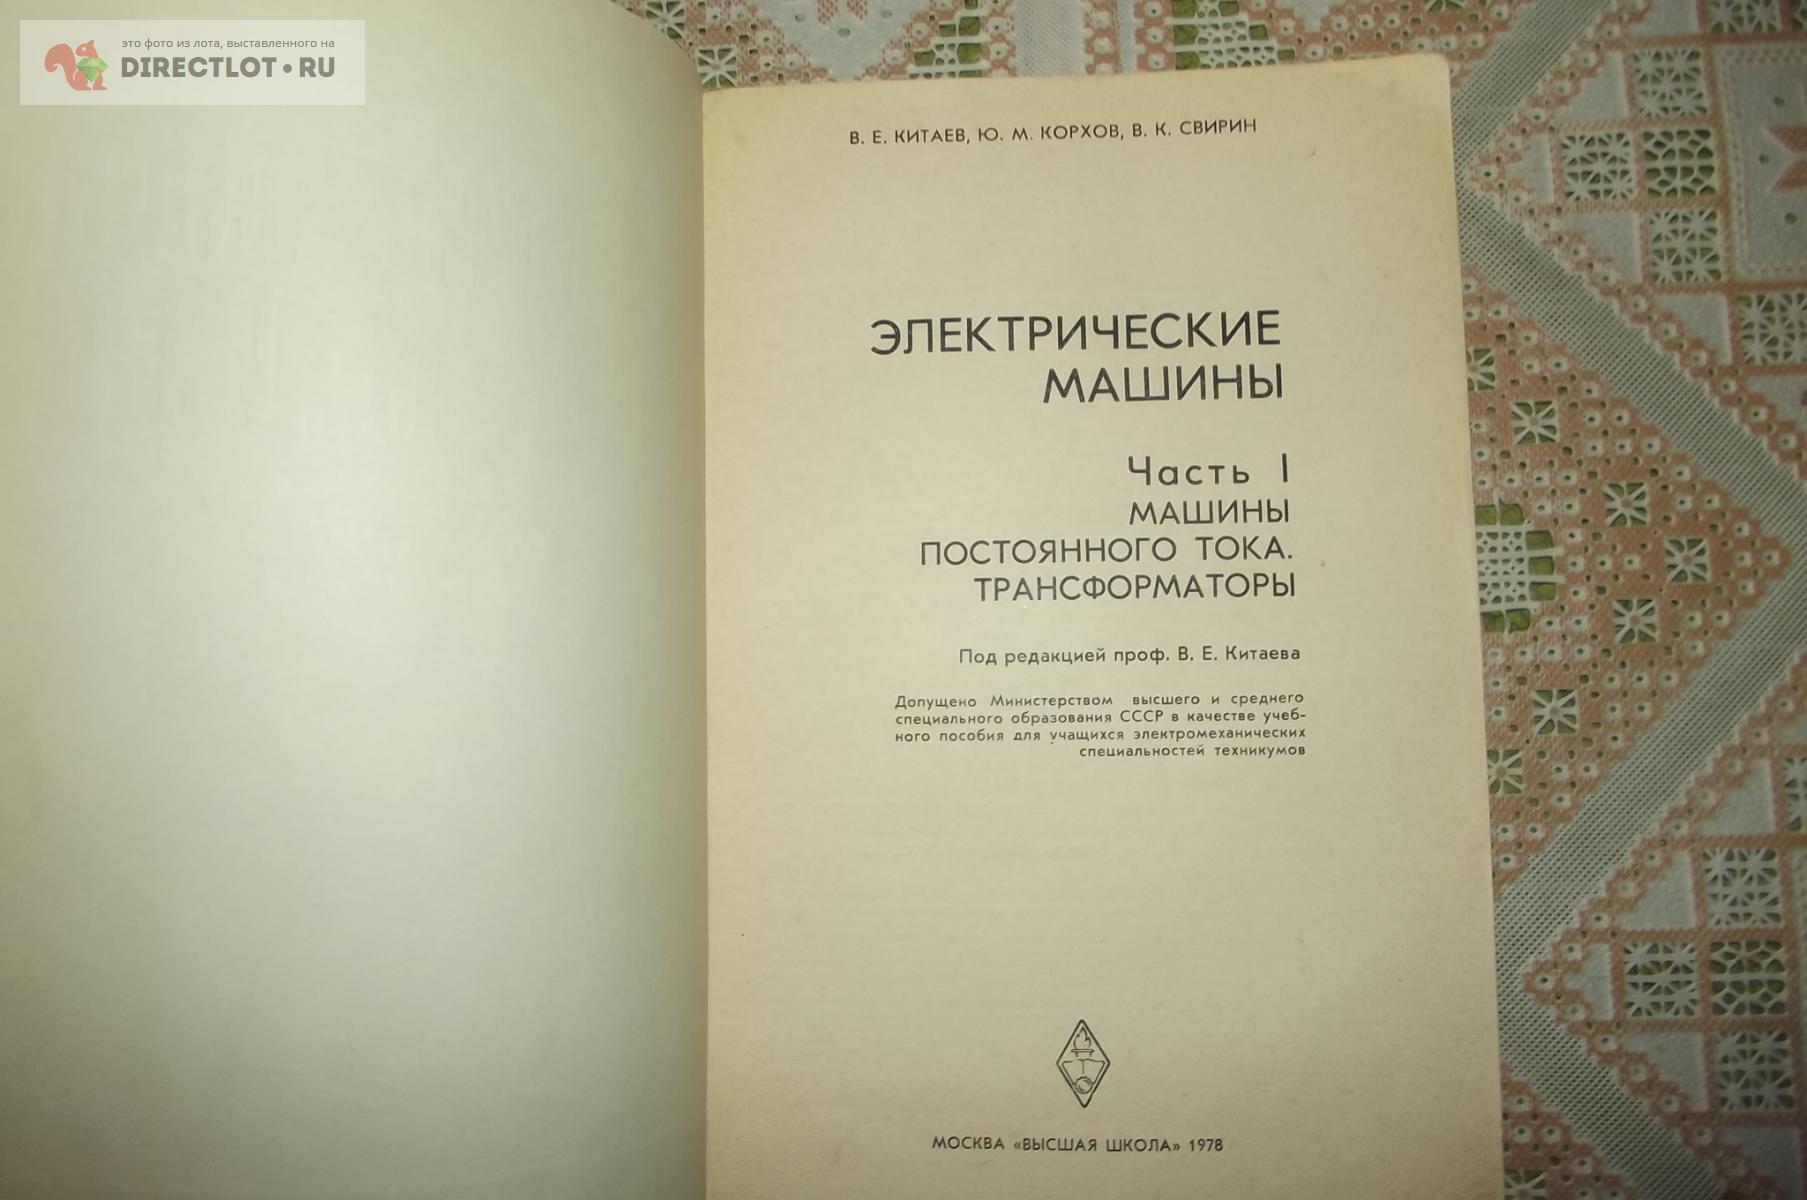 это фото из лота, выставленного на
DIRECTLOT•RU
В. Е. КИТАЕВ, Ю. М. КОРХОВ, В. К. СВИРИН
ЭЛЕКТРИЧЕСКИЕ
МАШИНЫ
Часть I
МАШИНЫ
ПОСТОЯННОГО ТОКА.
ТРАНСФОРМАТОРЫ
Под редакцией проф. В. Е. Китаева
Допущено Министерством высшего и среднего
специального образования СССР в качестве учеб-
ного пособия для учащихся электромеханических
специальностей техникумов
МОСКВА «ВЫСШАЯ ШКОЛА» 1978